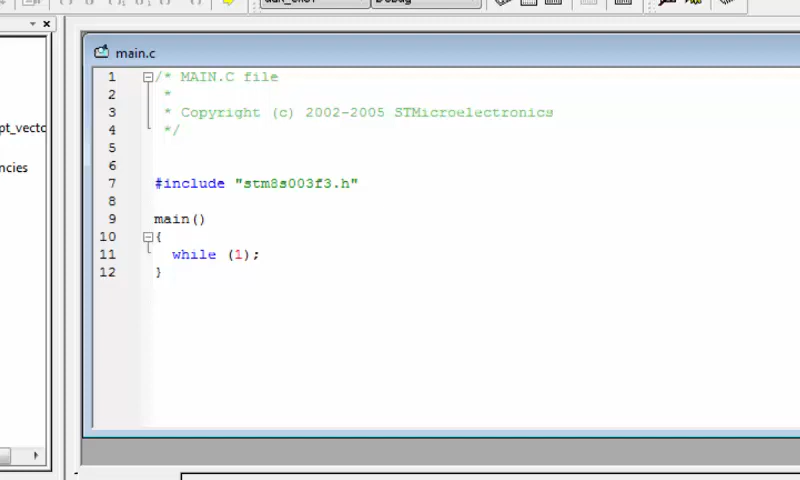 Debug
main.c
pt_vecto
ncies
1 /* MAIN.C file
2 *
3 * Copyright (c) 2002-2005 STMicroelectronics
4 */
5
6
7 #include "stm8s003f3.h"
8
9 main()
10 {
11 while (1);
12 }